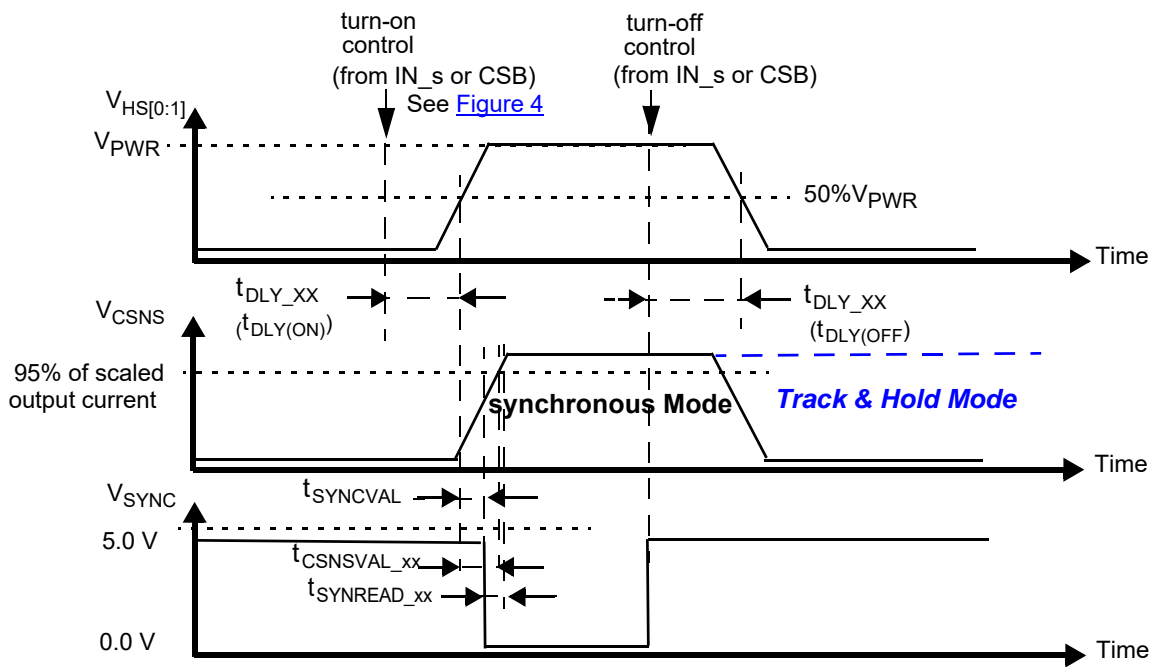 turn-on
control
(from IN_s or CSB)
See Figure 4
turn-off
control
(from IN_s or CSB)
VHS[0:1]
VPWR
50%VPWR
Time
tDLY_XX
(tDLY(ON))
tDLY_XX
(tDLY(OFF)
VCSNS
95% of scaled
output current
synchronous Mode
Track & Hold Mode
Time
VSYNC
tSYNCVAL
5.0 V
tCSNSVAL_xx
tSYNREAD_xx
0.0 V
Time